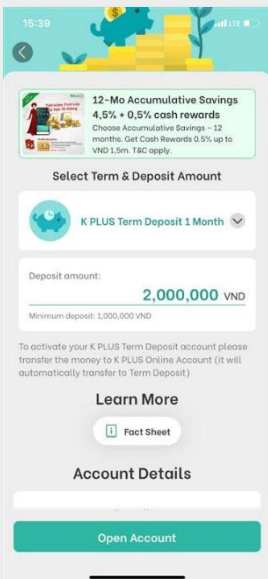 15:39
LTE
12-Mo Accumulative Savings
4,5% + 0,5% cash rewards
Choose Accumulative Savings – 12
months. Get Cash Rewards 0.5% up to
VND 1,5m. T&C apply.
Select Term & Deposit Amount
K PLUS Term Deposit 1 Month
Deposit amount:
2,000,000 VND
Minimum deposit: 1,000,000 VND
To activate your K PLUS Term Deposit account please
transfer the money to K PLUS Online Account (it will
automatically transfer to Term Deposit)
Learn More
Fact Sheet
Account Details
Open Account